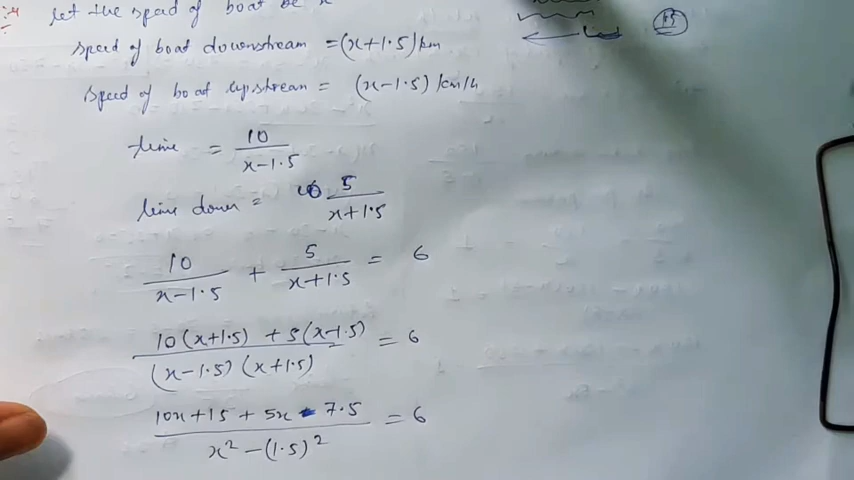 let the speed of boat be x
speed of boat downstream = (x+1.5) km
speed of boat upstream = (x-1.5) km/h
time = 10/(x-1.5)
time down = 5/(x+1.5)
10/(x-1.5) + 5/(x+1.5) = 6
(10(x+1.5) + 5(x-1.5))/((x-1.5)(x+1.5)) = 6
(10x+15 + 5x - 7.5)/(x² - (1.5)²) = 6